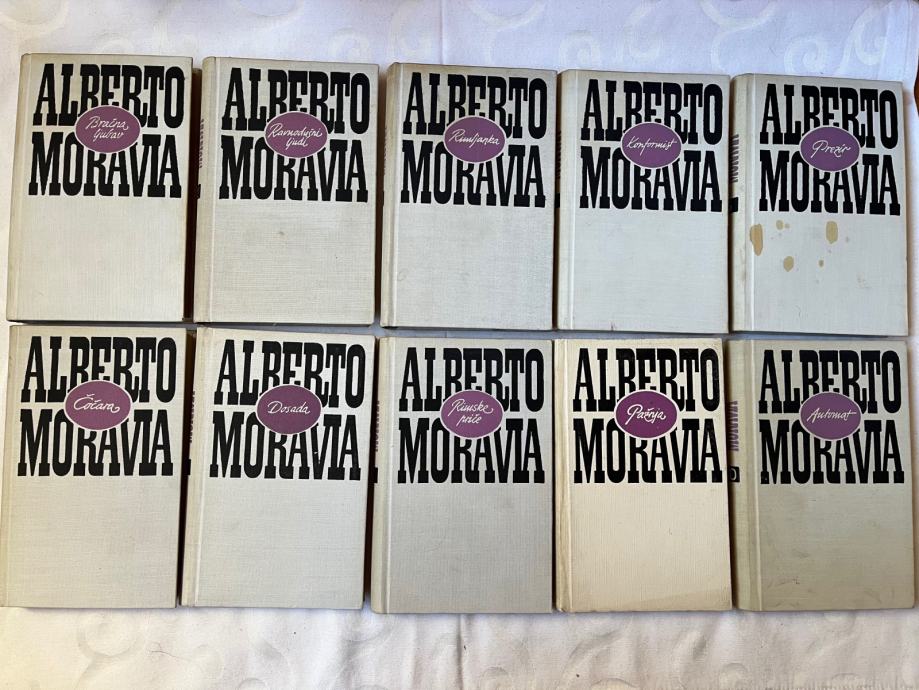 ALBERTO
Bračna
ljubav
MORAVIA
ALBERTO
Ravnodušni
ljudi
MORAVIA
ALBERTO
Rimljanka
MORAVIA
ALBERTO
Konformist
MORAVIA
ALBERTO
Prezir
MORAVIA
ALBERTO
Čočara
MORAVIA
ALBERTO
Dosada
MORAVIA
ALBERTO
Rimske
priče
MORAVIA
ALBERTO
Pažnja
MORAVIA
ALBERTO
Automat
MORAVIA